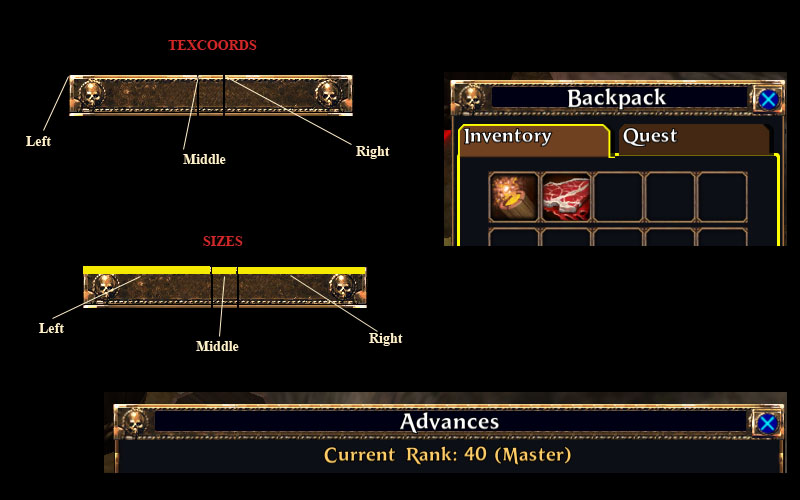 TEXCOORDS
Left
Middle
Right
Backpack
Inventory
Quest
SIZES
Left
Middle
Right
Advances
Current Rank: 40 (Master)